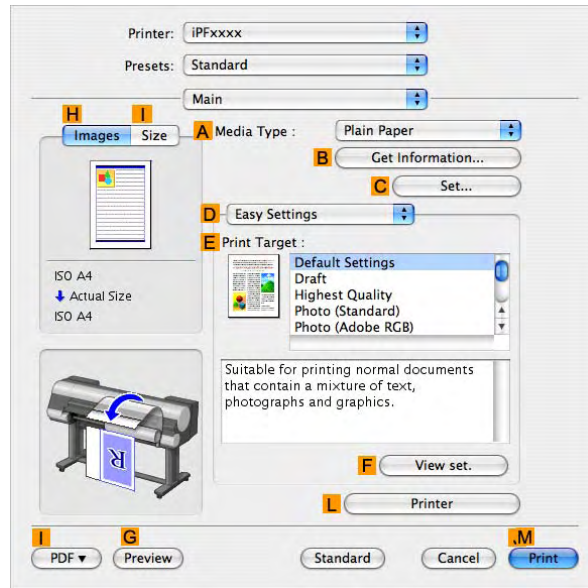 Printer: iPFxxxx
Presets: Standard
Main
H I
Images Size
A Media Type : Plain Paper
B Get Information...
C Set...
D Easy Settings
E Print Target :
Default Settings
Draft
Highest Quality
Photo (Standard)
Photo (Adobe RGB)
ISO A4
Actual Size
ISO A4
Suitable for printing normal documents
that contain a mixture of text,
photographs and graphics.
R
F View set.
L Printer
I G .M
PDF Preview Standard Cancel Print